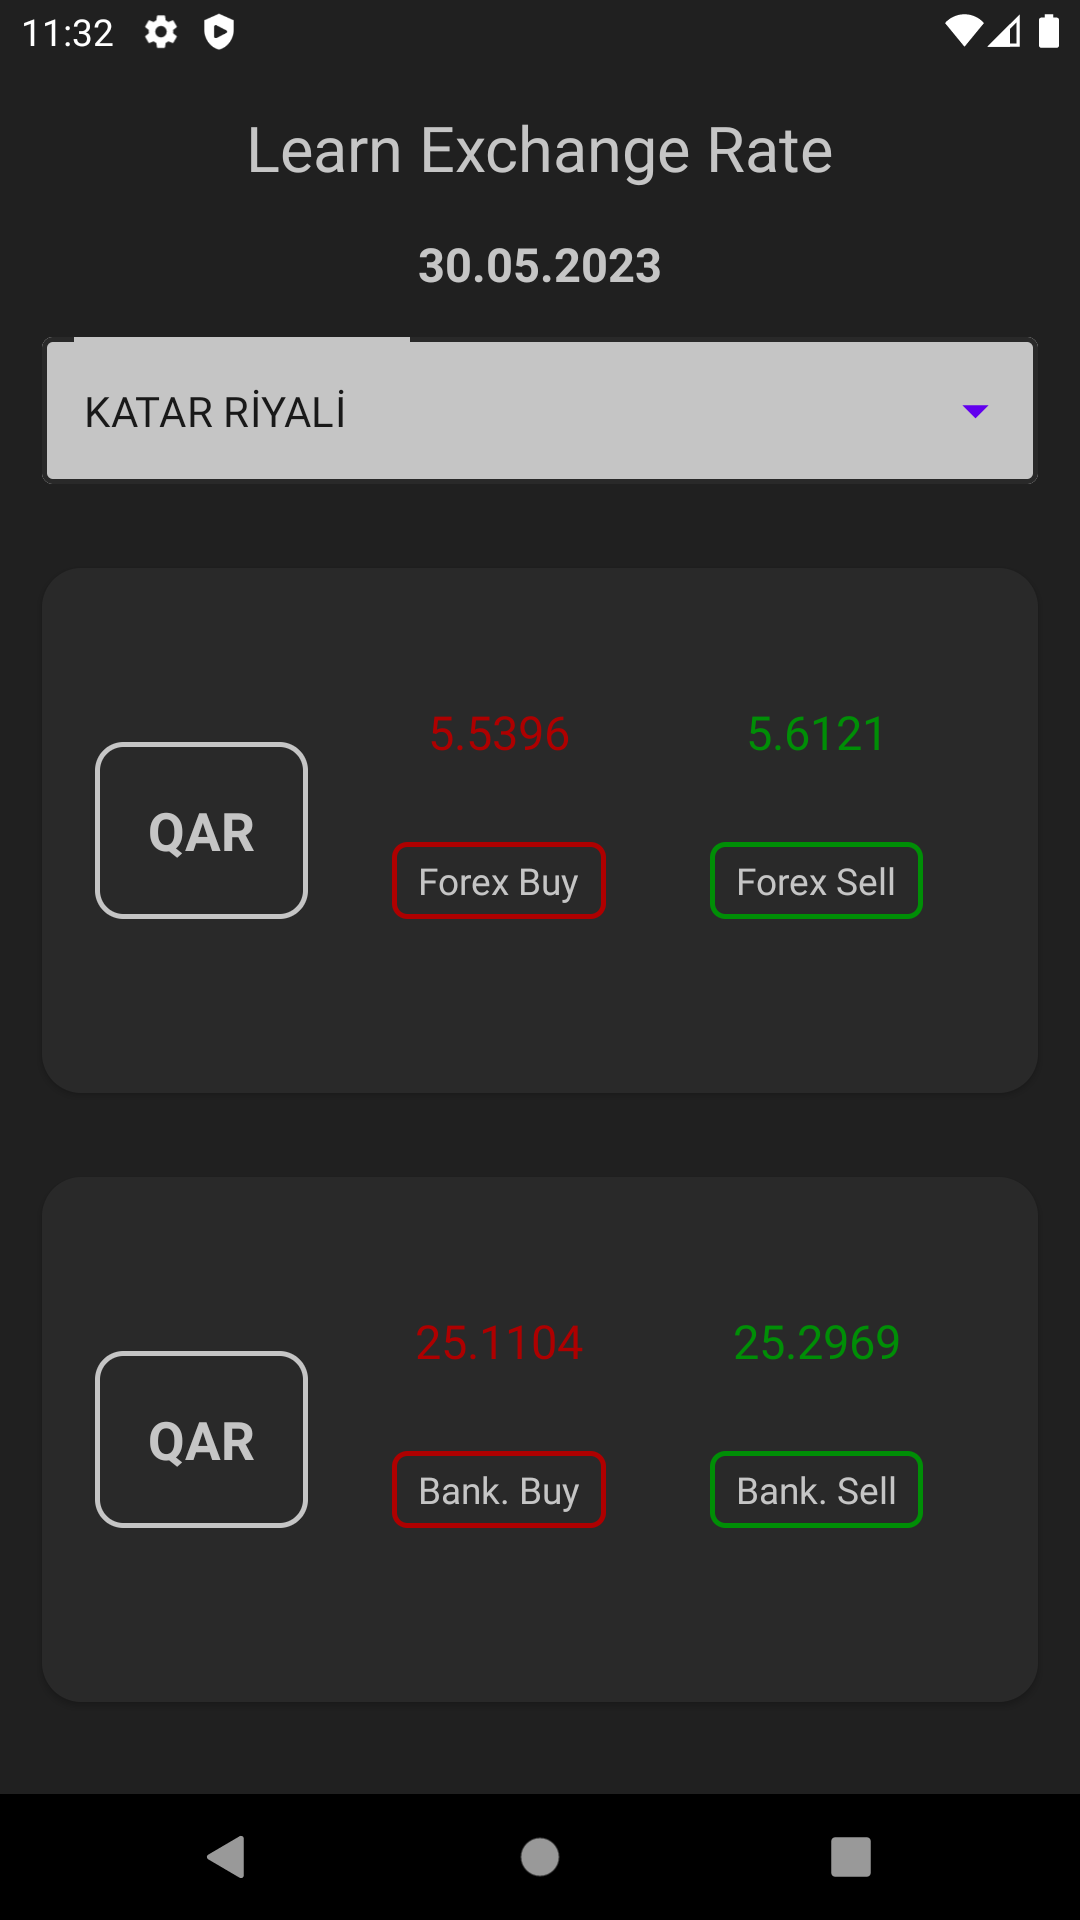 11:32
Learn Exchange Rate
30.05.2023
KATAR RİYALİ
5.5396 5.6121
QAR
Forex Buy Forex Sell
25.1104 25.2969
QAR
Bank. Buy Bank. Sell